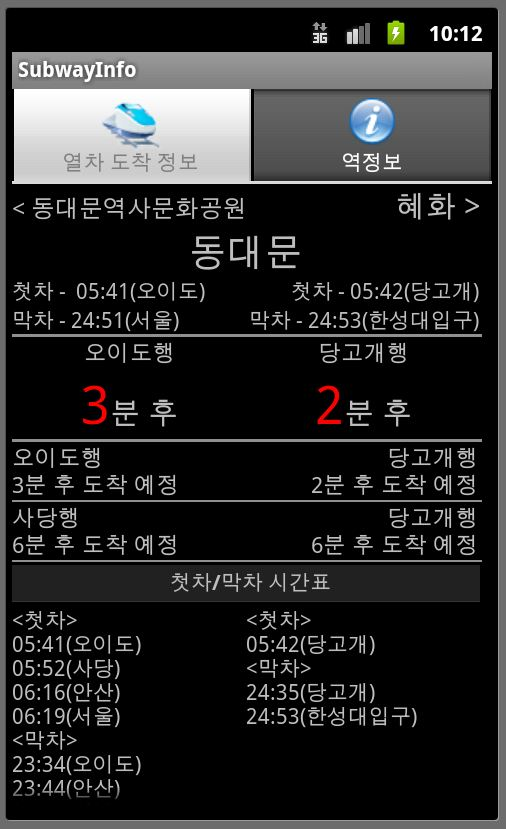 3G 10:12
SubwayInfo
열차 도착 정보 역정보
< 동대문역사문화공원 혜화 >
동대문
첫차 - 05:41(오이도) 첫차 - 05:42(당고개)
막차 - 24:51(서울) 막차 - 24:53(한성대입구)
오이도행 당고개행
3분 후 2분 후
오이도행 당고개행
3분 후 도착 예정 2분 후 도착 예정
사당행 당고개행
6분 후 도착 예정 6분 후 도착 예정
첫차/막차 시간표
<첫차> <첫차>
05:41(오이도) 05:42(당고개)
05:52(사당) <막차>
06:16(안산) 24:35(당고개)
06:19(서울) 24:53(한성대입구)
<막차>
23:34(오이도)
23:44(안산)